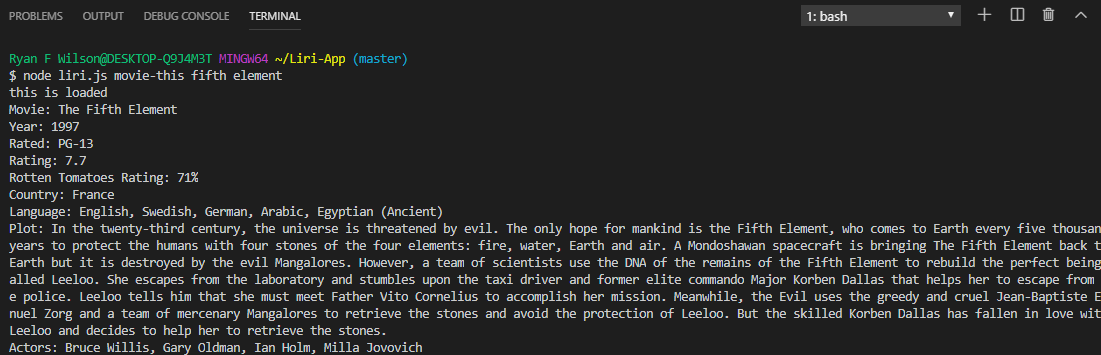 PROBLEMS OUTPUT DEBUG CONSOLE TERMINAL 1: bash
Ryan F Wilson@DESKTOP-Q9J4M3T MINGW64 ~/Liri-App (master)
$ node liri.js movie-this fifth element
this is loaded
Movie: The Fifth Element
Year: 1997
Rated: PG-13
Rating: 7.7
Rotten Tomatoes Rating: 71%
Country: France
Language: English, Swedish, German, Arabic, Egyptian (Ancient)
Plot: In the twenty-third century, the universe is threatened by evil. The only hope for mankind is the Fifth Element, who comes to Earth every five thousan
years to protect the humans with four stones of the four elements: fire, water, Earth and air. A Mondoshawan spacecraft is bringing The Fifth Element back t
Earth but it is destroyed by the evil Mangalores. However, a team of scientists use the DNA of the remains of the Fifth Element to rebuild the perfect being
alled Leeloo. She escapes from the laboratory and stumbles upon the taxi driver and former elite commando Major Korben Dallas that helps her to escape from
e police. Leeloo tells him that she must meet Father Vito Cornelius to accomplish her mission. Meanwhile, the Evil uses the greedy and cruel Jean-Baptiste E
nuel Zorg and a team of mercenary Mangalores to retrieve the stones and avoid the protection of Leeloo. But the skilled Korben Dallas has fallen in love wit
Leeloo and decides to help her to retrieve the stones.
Actors: Bruce Willis, Gary Oldman, Ian Holm, Milla Jovovich